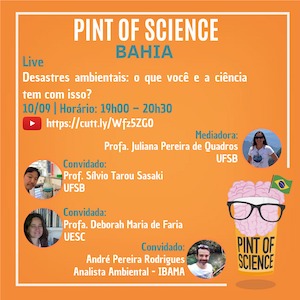 PINT OF SCIENCE
BAHIA
Live
Desastres ambientais: o que você e a ciência
tem com isso?
10/09 | Horário: 19h00 – 20h30
https://cutt.ly/Wfz5ZGO
Mediadora:
Profa. Juliana Pereira de Quadros
UFSB
Convidado:
Prof. Sílvio Tarou Sasaki
UFSB
Convidada:
Profa. Deborah Maria de Faria
UESC
Convidado:
André Pereira Rodrigues
Analista Ambiental - IBAMA
PINT OF
SCIENCE